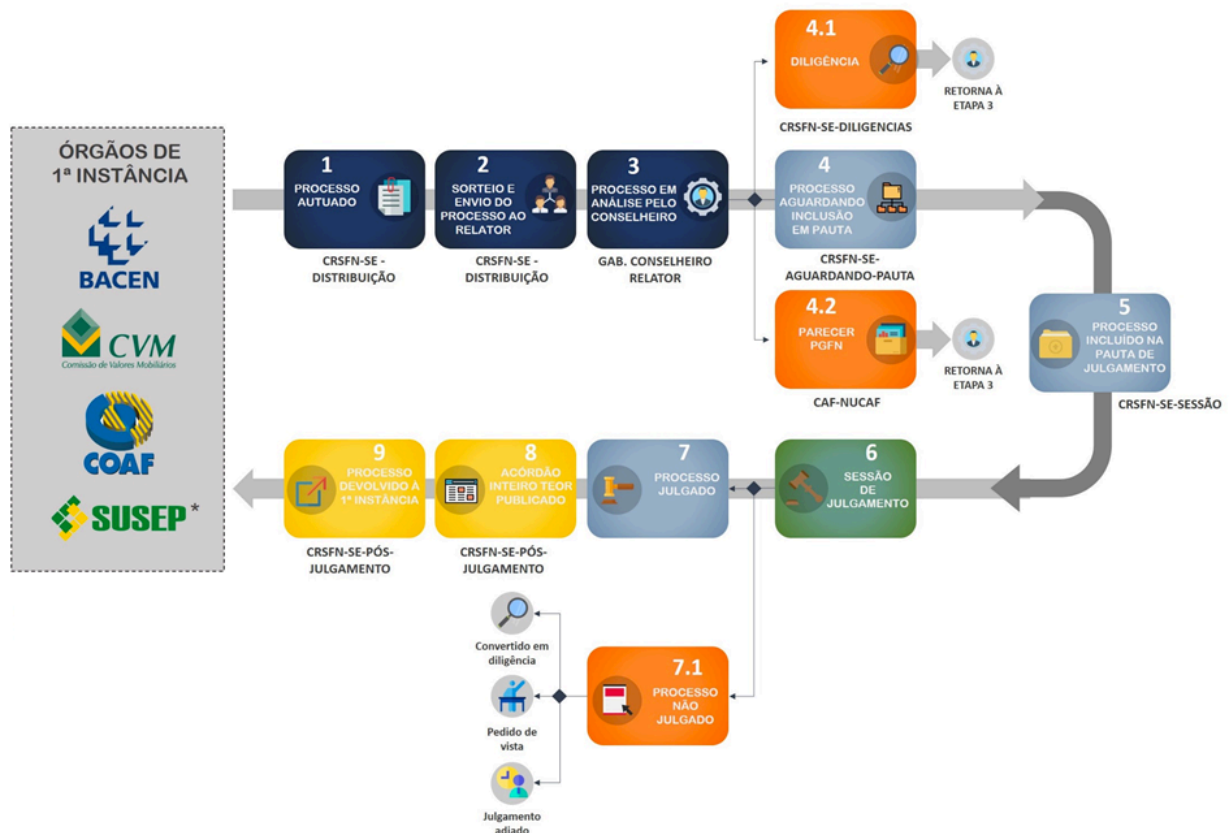 ÓRGÃOS DE
1ª INSTÂNCIA
BACEN
CVM
Comissão de Valores Mobiliários
COAF
SUSEP*
1
PROCESSO
AUTUADO
CRSFN-SE -
DISTRIBUIÇÃO
2
SORTEIO E
ENVIO DO
PROCESSO AO
RELATOR
CRSFN-SE -
DISTRIBUIÇÃO
3
PROCESSO EM
ANÁLISE PELO
CONSELHEIRO
GAB. CONSELHEIRO
RELATOR
4.1
DILIGÊNCIA
CRSFN-SE-DILIGENCIAS
RETORNA À
ETAPA 3
4
PROCESSO
AGUARDANDO
INCLUSÃO
EM PAUTA
CRSFN-SE-
AGUARDANDO-PAUTA
4.2
PARECER
PGFN
CAF-NUCAF
RETORNA À
ETAPA 3
5
PROCESSO
INCLUÍDO NA
PAUTA DE
JULGAMENTO
CRSFN-SE-SESSÃO
6
SESSÃO
DE
JULGAMENTO
7
PROCESSO
JULGADO
7.1
PROCESSO
NÃO
JULGADO
Convertido em
diligência
Pedido de
vista
Julgamento
adiado
8
ACÓRDÃO
INTEIRO TEOR
PUBLICADO
CRSFN-SE-PÓS-
JULGAMENTO
9
PROCESSO
DEVOLVIDO À
1ª INSTÂNCIA
CRSFN-SE-PÓS-
JULGAMENTO